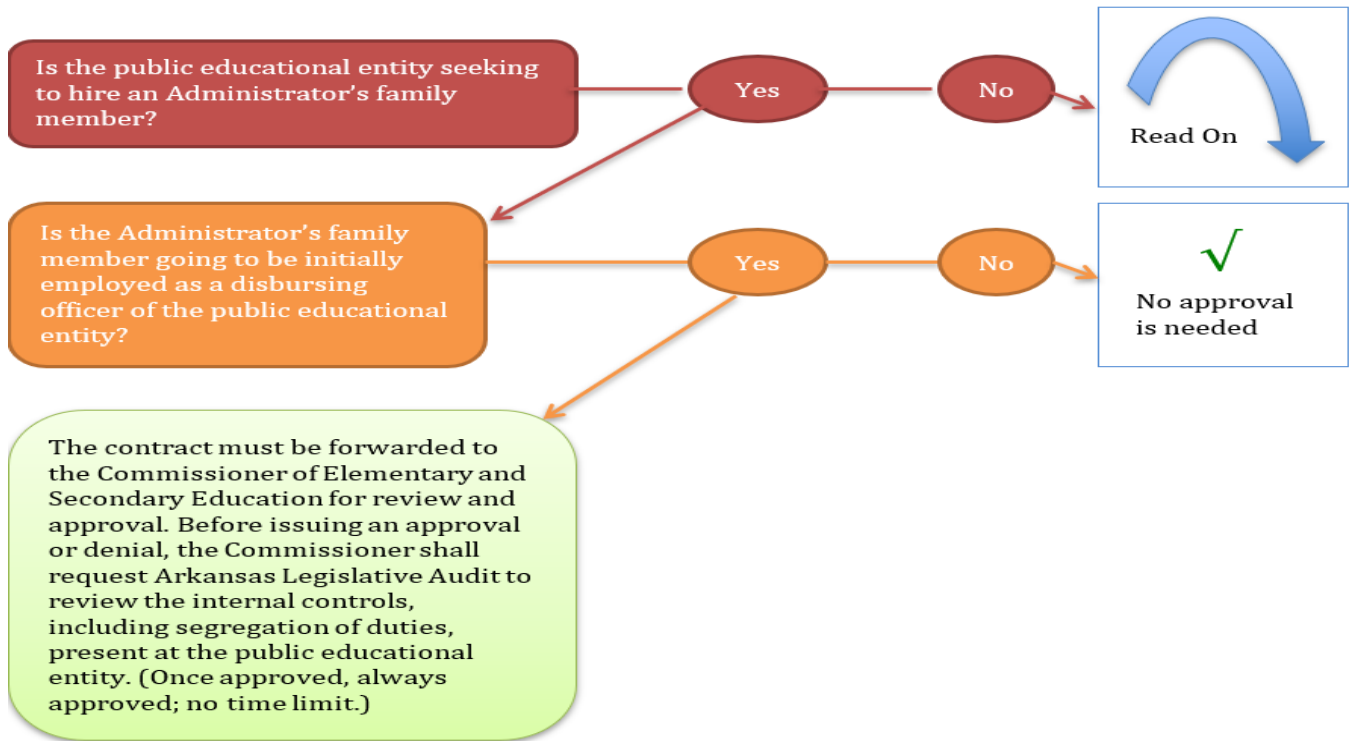 Is the public educational entity seeking
to hire an Administrator's family
member?
Yes
No
Read On
Is the Administrator's family
member going to be initially
employed as a disbursing
officer of the public educational
entity?
Yes
No
√
No approval
is needed
The contract must be forwarded to
the Commissioner of Elementary and
Secondary Education for review and
approval. Before issuing an approval
or denial, the Commissioner shall
request Arkansas Legislative Audit to
review the internal controls,
including segregation of duties,
present at the public educational
entity. (Once approved, always
approved; no time limit.)